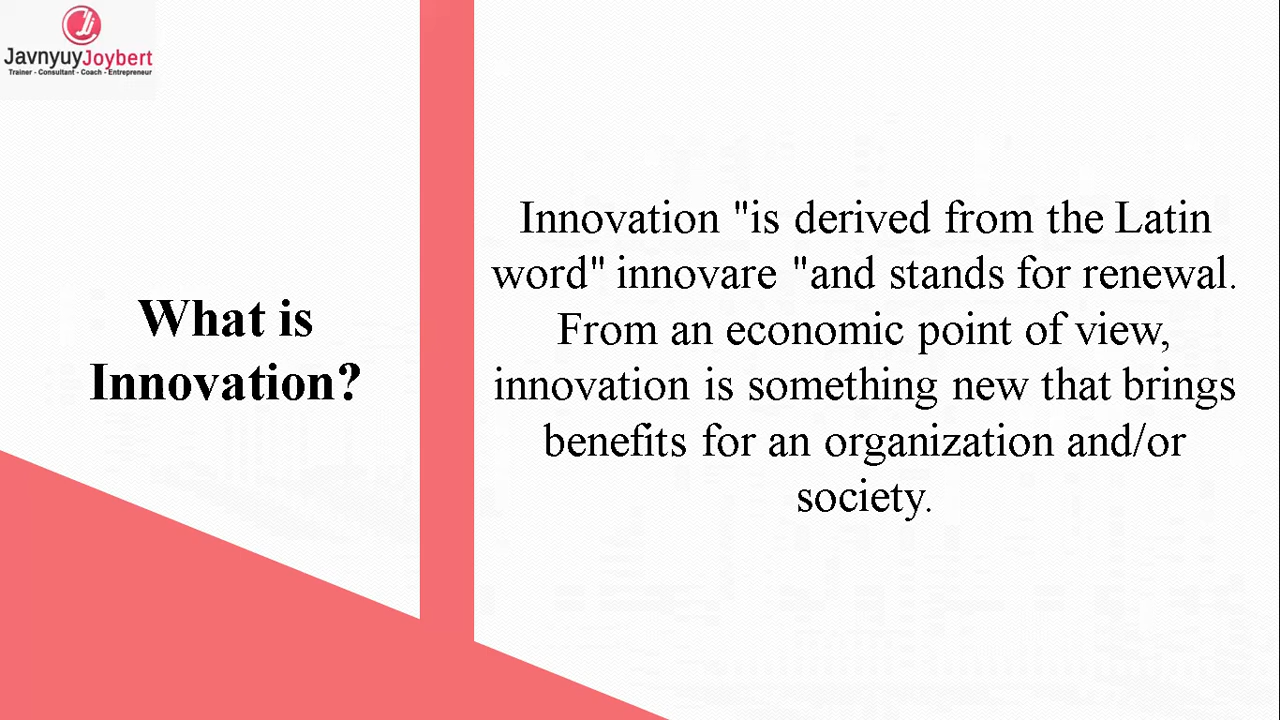 JavnyuyJoybert
Trainer - Consultant - Coach - Entrepreneur
What is
Innovation?
Innovation "is derived from the Latin
word" innovare "and stands for renewal.
From an economic point of view,
innovation is something new that brings
benefits for an organization and/or
society.